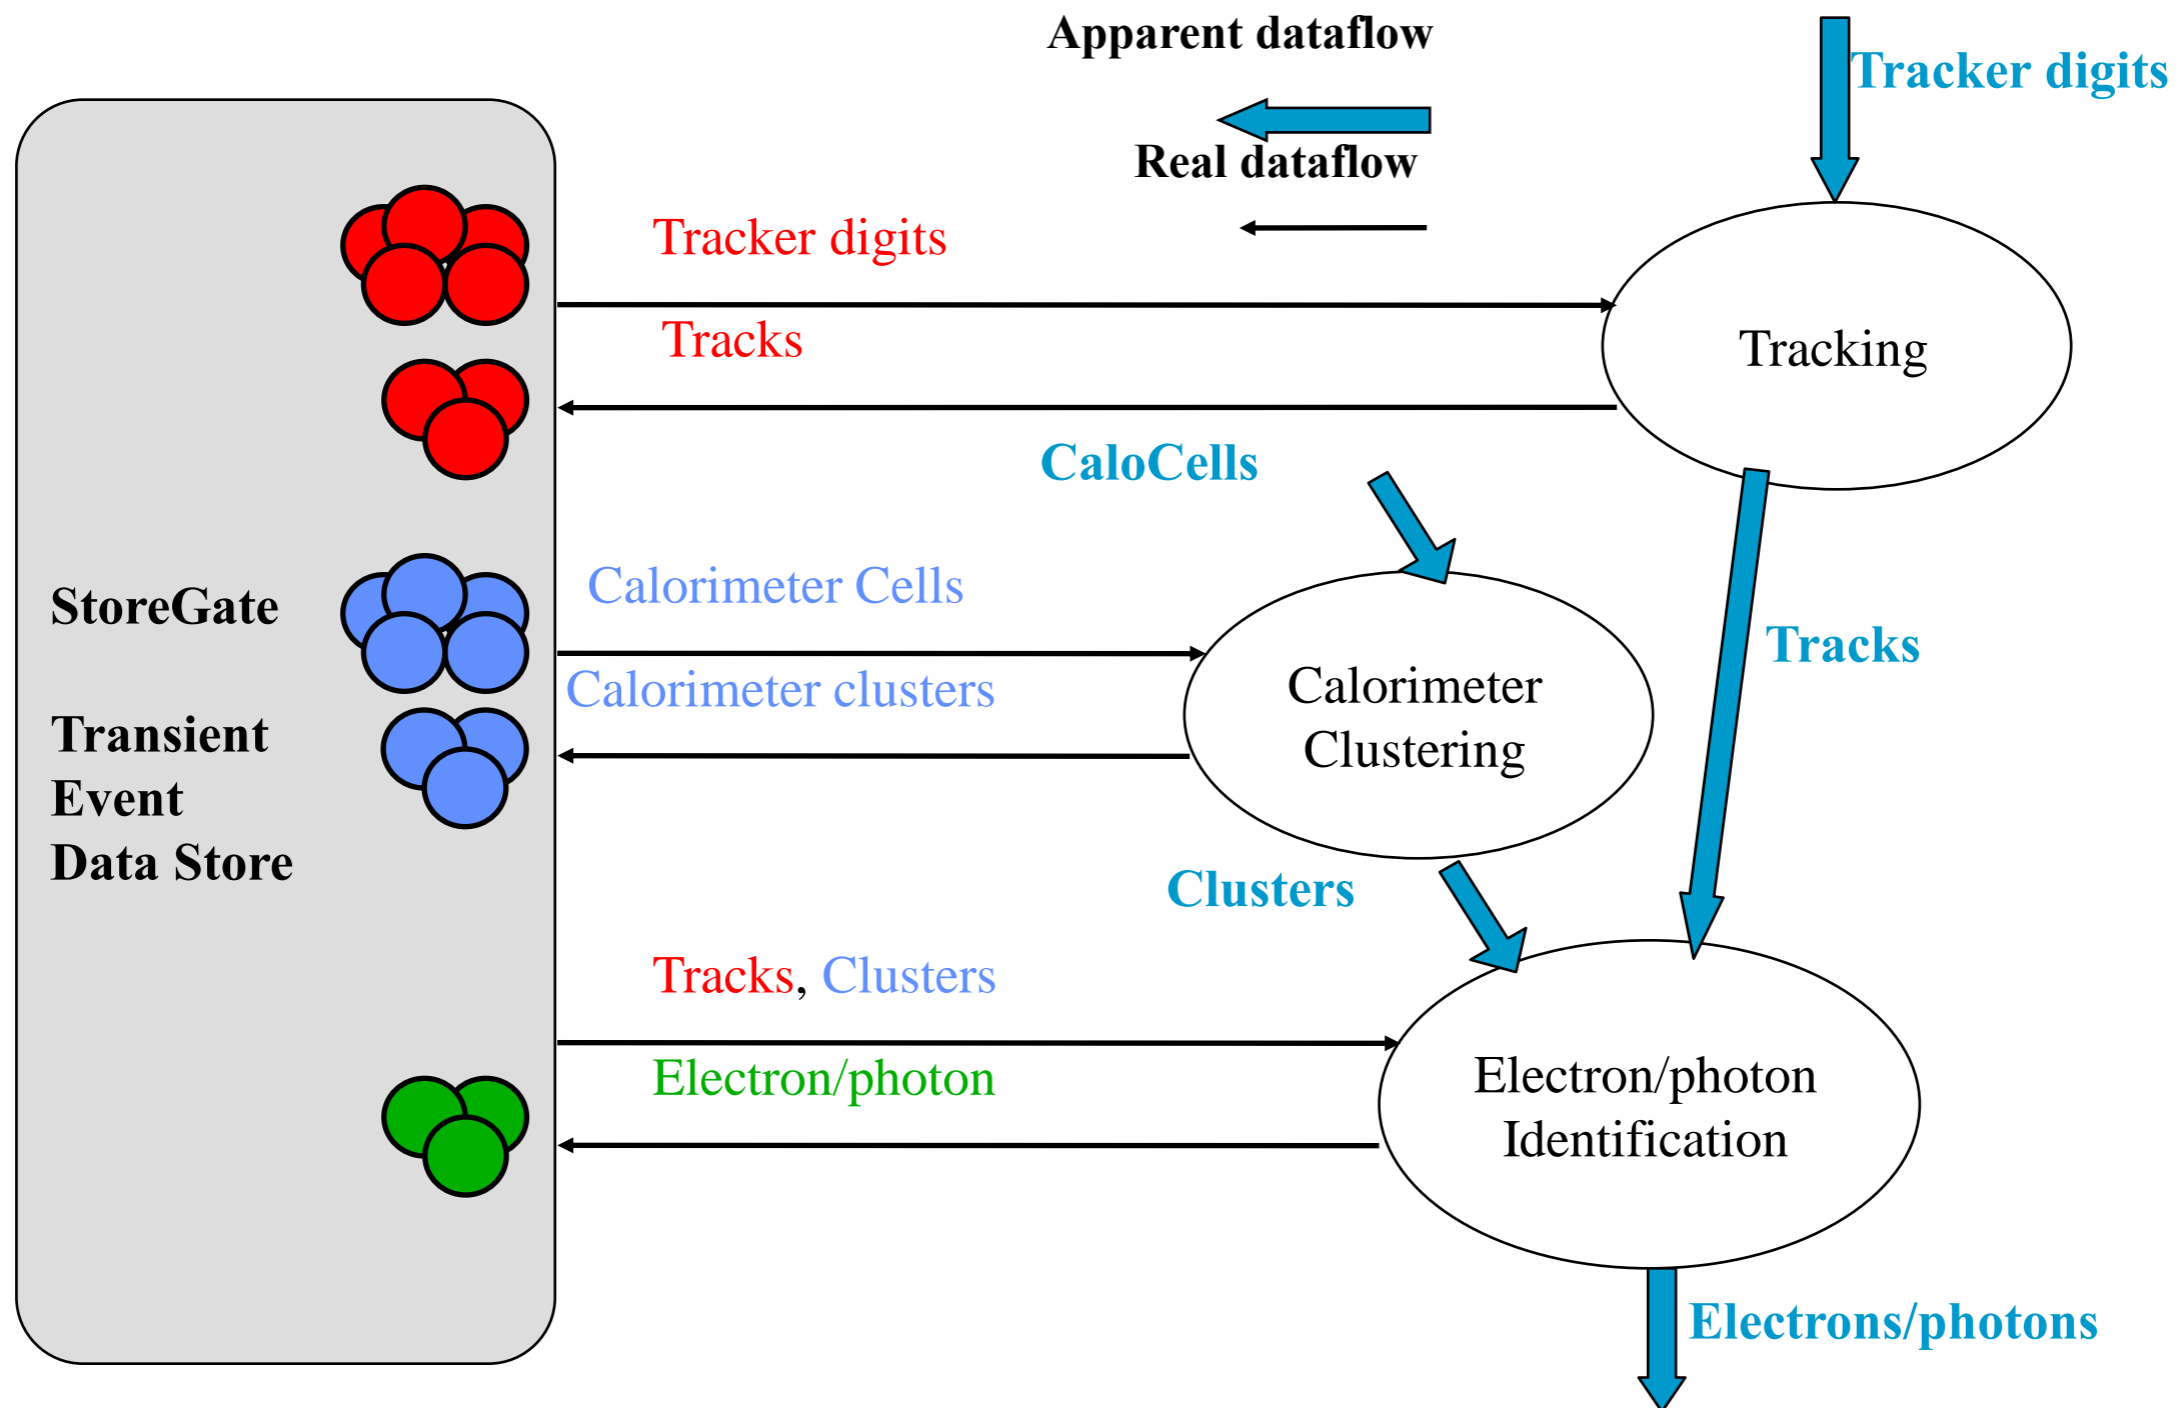 Apparent dataflow
Tracker digits
Real dataflow
Tracker digits
Tracks
Tracking
CaloCells
StoreGate
Calorimeter Cells
Calorimeter clusters
Calorimeter
Clustering
Tracks
Transient
Event
Data Store
Clusters
Tracks, Clusters
Electron/photon
Electron/photon
Identification
Electrons/photons